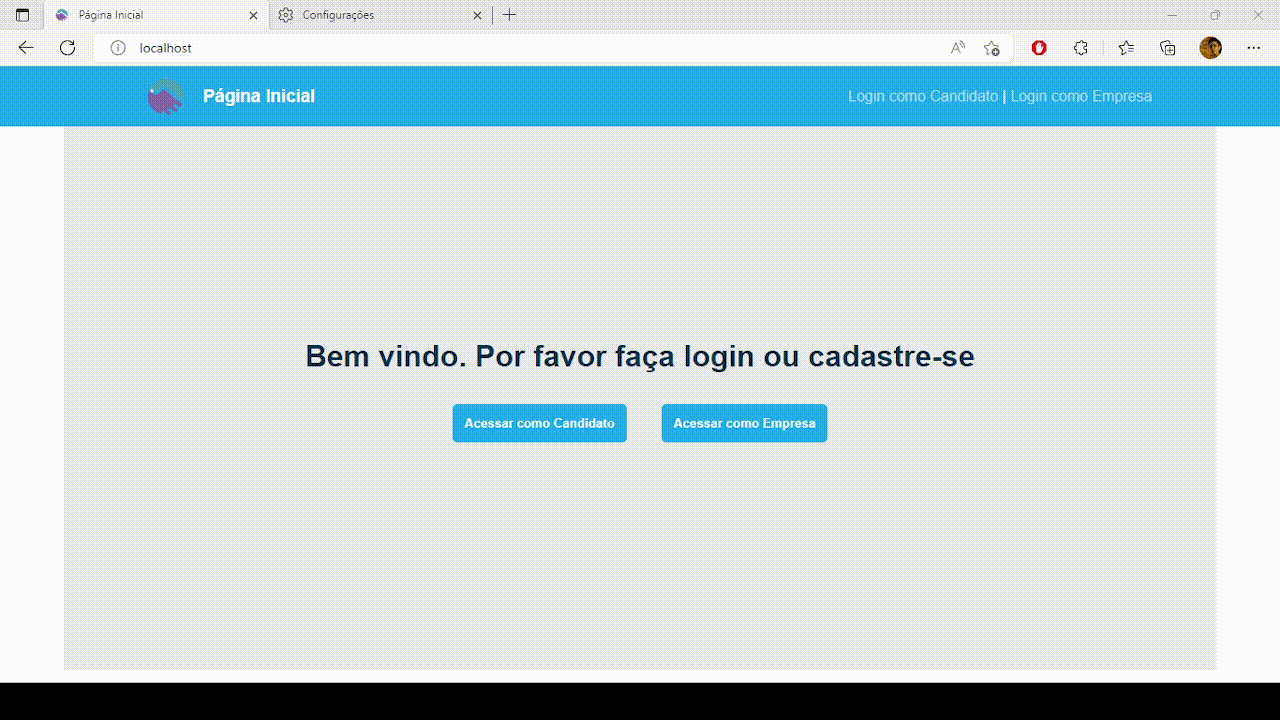 Página Inicial
Configurações
localhost
Página Inicial
Login como Candidato | Login como Empresa
Bem vindo. Por favor faça login ou cadastre-se
Acessar como Candidato
Acessar como Empresa